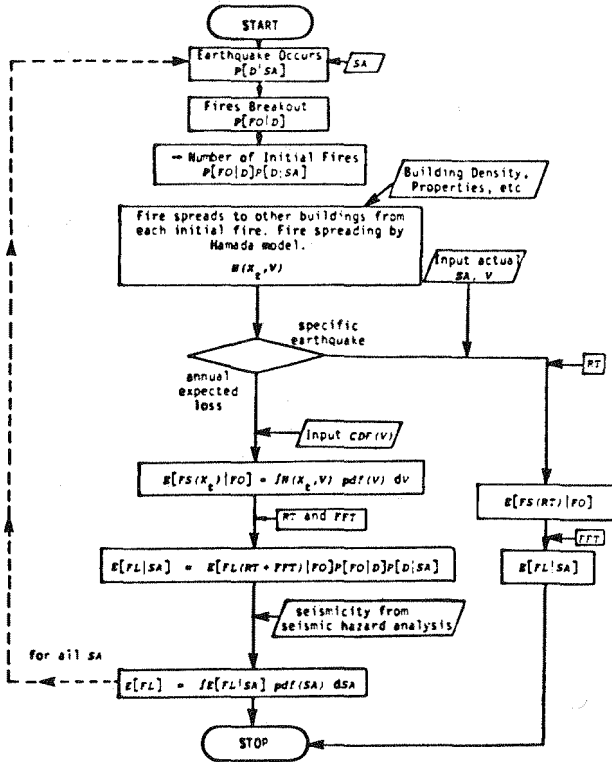 START
Earthquake Occurs
P[D|SA]
SA
Fires Breakout
P[FO|D]
→ Number of Initial Fires
P[FO|D]P[D|SA]
Building Density,
Properties, etc
Fire spreads to other buildings from
each initial fire. Fire spreading by
Hamada model.
N(X_t,V)
Input actual
SA, V
specific
earthquake
RT
annual
expected
loss
Input CDF(V)
E[FS(X_t)|FO] = ∫N(X_t,V) pdf(V) dV
E[FS(RT)|FO]
RT and FFT
FFT
E[FL|SA] = E[FL(RT+FFT)|FO]P[FO|D]P[D|SA]
E[FL|SA]
seismicity from
seismic hazard analysis
for all SA
E[FL] = ∫E[FL|SA] pdf(SA) dSA
STOP